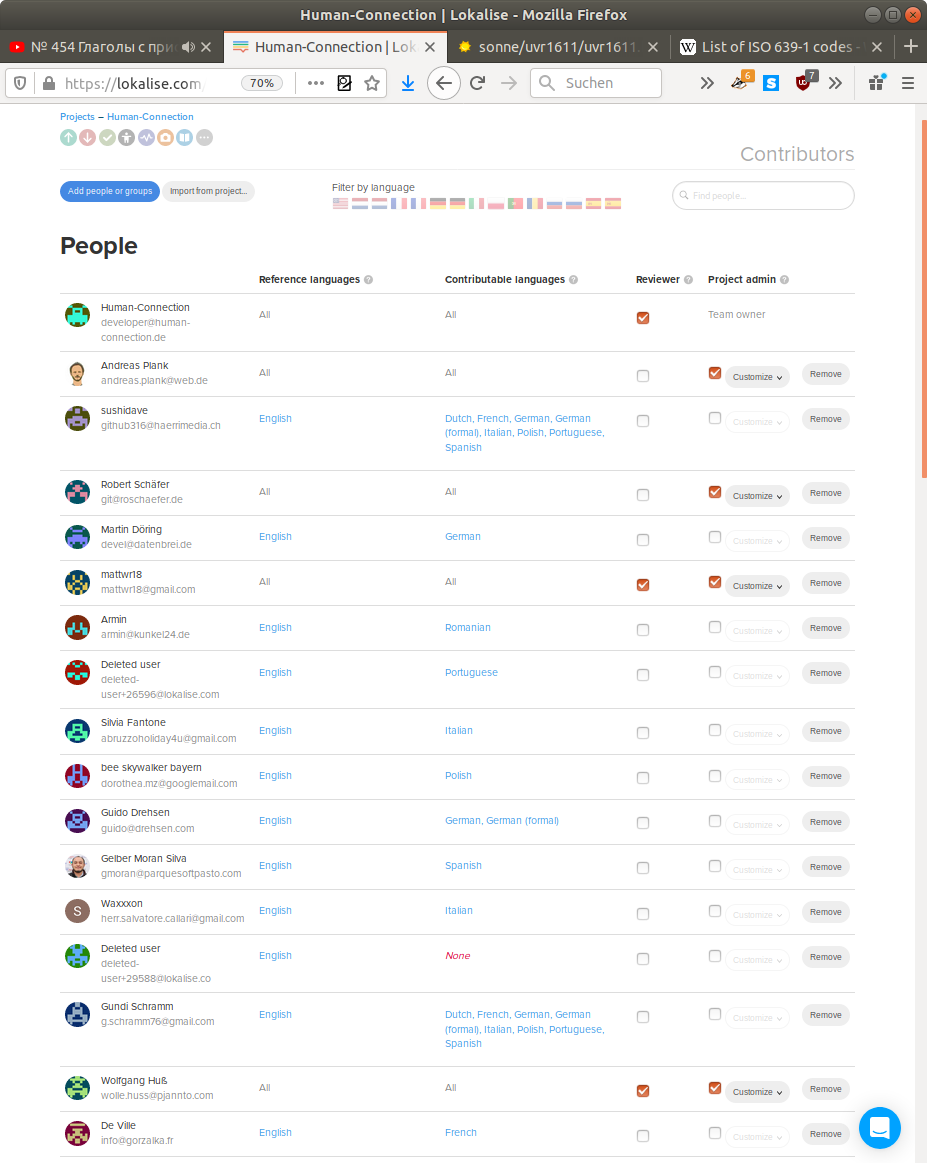 Human-Connection | Lokalise - Mozilla Firefox
№ 454 Глаголы с при
Human-Connection | Lok
sonne/uvr1611/uvr1611.
List of ISO 639-1 codes -
https://lokalise.com/
70%
Suchen
6
S
7
Projects – Human-Connection
Contributors
Add people or groups
Import from project...
Filter by language
Find people...
People
Reference languages ?
Contributable languages ?
Reviewer ?
Project admin ?
Human-Connection
developer@human-
connection.de
All
All
Team owner
Andreas Plank
andreas.plank@web.de
All
All
Customize
Remove
sushidave
github316@haerrimedia.ch
English
Dutch, French, German, German
(formal), Italian, Polish, Portuguese,
Spanish
Customize
Remove
Robert Schäfer
git@roschaefer.de
All
All
Customize
Remove
Martin Döring
devel@datenbrei.de
English
German
Customize
Remove
mattwr18
mattwr18@gmail.com
All
All
Customize
Remove
Armin
armin@kunkel24.de
English
Romanian
Customize
Remove
Deleted user
deleted-
user+26596@lokalise.com
English
Portuguese
Customize
Remove
Silvia Fantone
abruzzoholiday4u@gmail.com
English
Italian
Customize
Remove
bee skywalker bayern
dorothea.mz@googlemail.com
English
Polish
Customize
Remove
Guido Drehsen
guido@drehsen.com
English
German, German (formal)
Customize
Remove
Gelber Moran Silva
gmoran@parquesoftpasto.com
English
Spanish
Customize
Remove
S
Waxxxon
herr.salvatore.callari@gmail.com
English
Italian
Customize
Remove
Deleted user
deleted-
user+29588@lokalise.co
English
None
Customize
Remove
Gundi Schramm
g.schramm76@gmail.com
English
Dutch, French, German, German
(formal), Italian, Polish, Portuguese,
Spanish
Customize
Remove
Wolfgang Huß
wolle.huss@pjannto.com
All
All
Customize
Remove
De Ville
info@gorzalka.fr
English
French
Customize
Remove